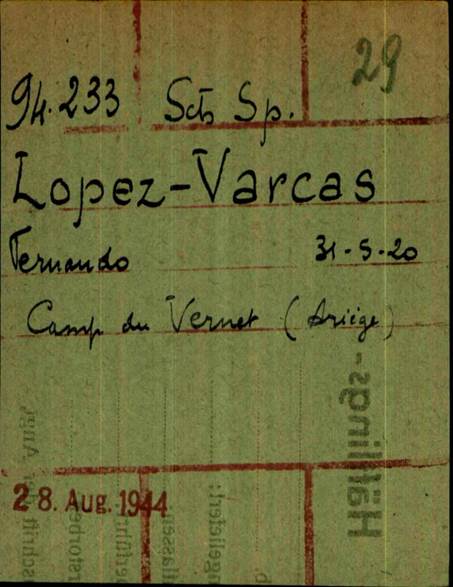 29
94.233 Sch Sp.
Lopez-Varcas
Fernando 31-5-20
Camp du Vernet (Ariège)
Häftlings-
28. Aug. 1944